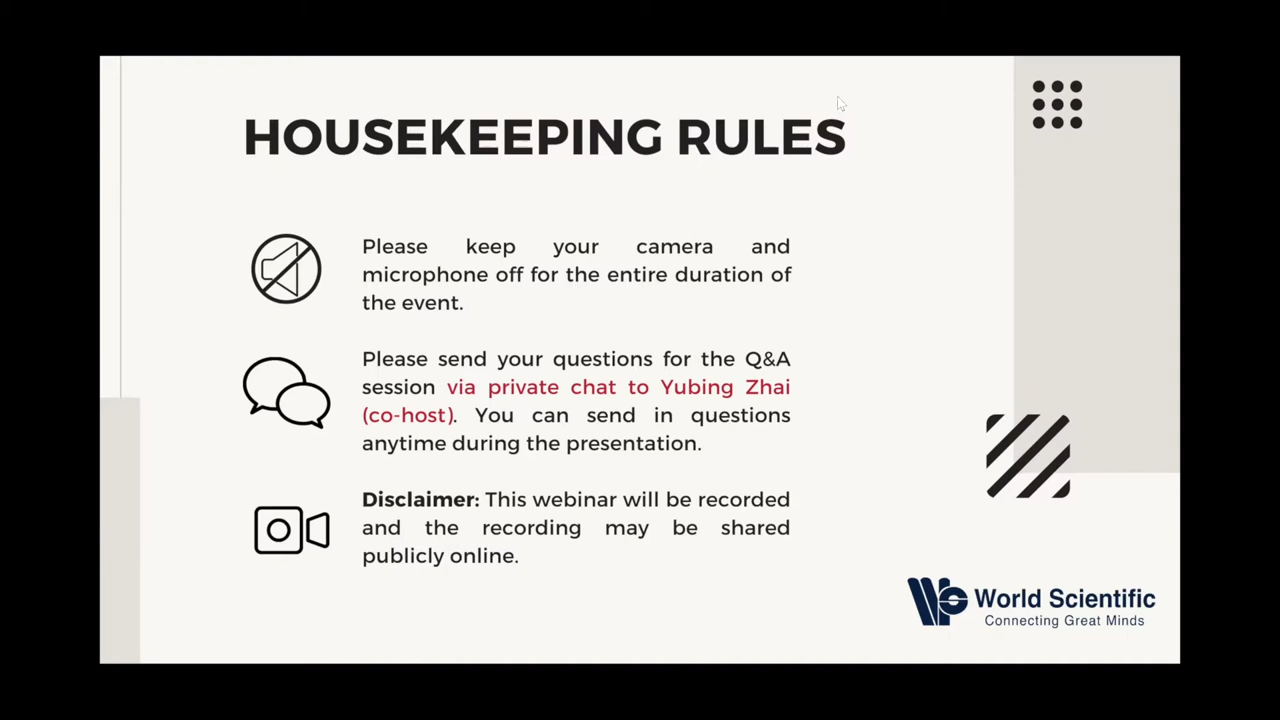 HOUSEKEEPING RULES
Please keep your camera and
microphone off for the entire duration of
the event.
Please send your questions for the Q&A
session via private chat to Yubing Zhai
(co-host). You can send in questions
anytime during the presentation.
Disclaimer: This webinar will be recorded
and the recording may be shared
publicly online.
World Scientific
Connecting Great Minds